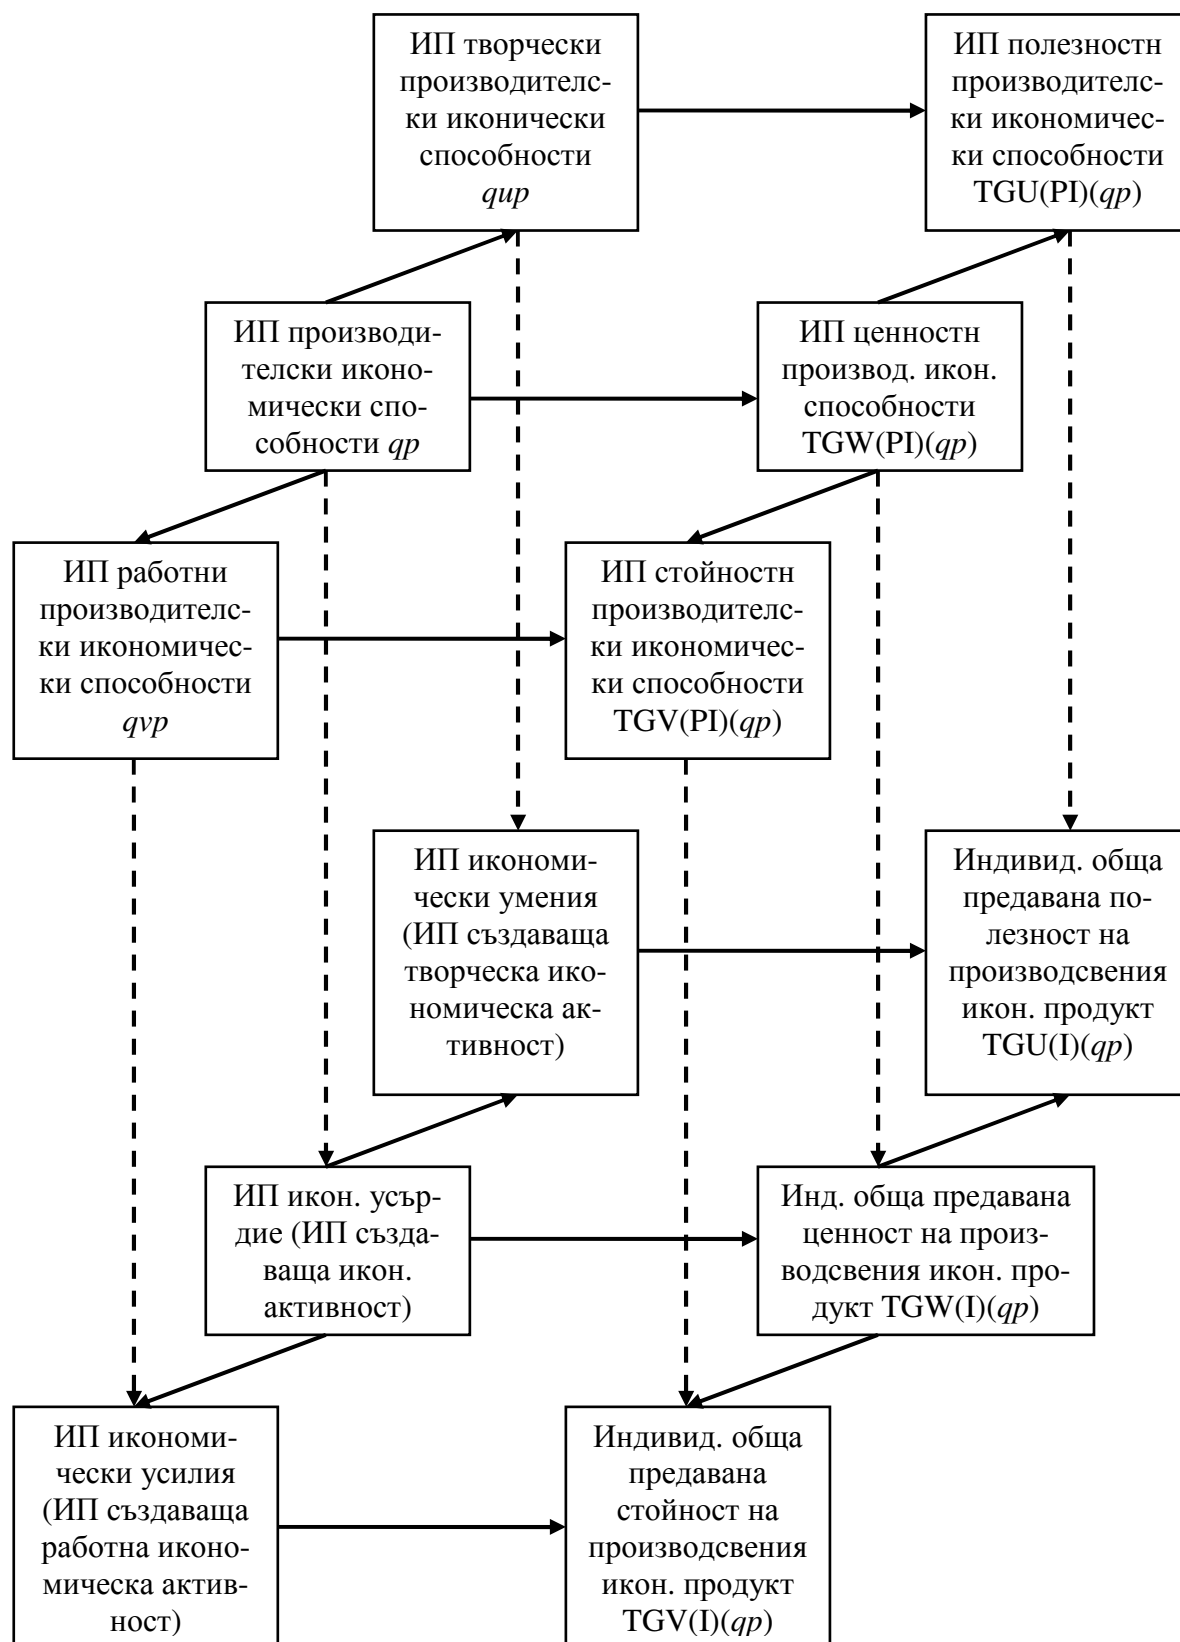 ИП творчески
производителс-
ки иконически
способности
qup
ИП полезностн
производителс-
ки икономичес-
ки способности
TGU(PI)(qp)
ИП производи-
телски иконо-
мически спо-
собности qp
ИП ценностн
производ. икон.
способности
TGW(PI)(qp)
ИП работни
производителс-
ки икономичес-
ки способности
qvp
ИП стойностн
производителс-
ки икономичес-
ки способности
TGV(PI)(qp)
ИП икономи-
чески умения
(ИП създаваща
творческа ико-
номическа ак-
тивност)
Индивид. обща
предавана по-
лезност на
производсвения
икон. продукт
TGU(I)(qp)
ИП икон. усър-
дие (ИП създа-
ваща икон.
активност)
Инд. обща предавана
ценност на произ-
водсвения икон. про-
дукт TGW(I)(qp)
ИП икономи-
чески усилия
(ИП създаваща
работна иконо-
мическа актив-
ност)
Индивид. обща
предавана
стойност на
производсвения
икон. продукт
TGV(I)(qp)